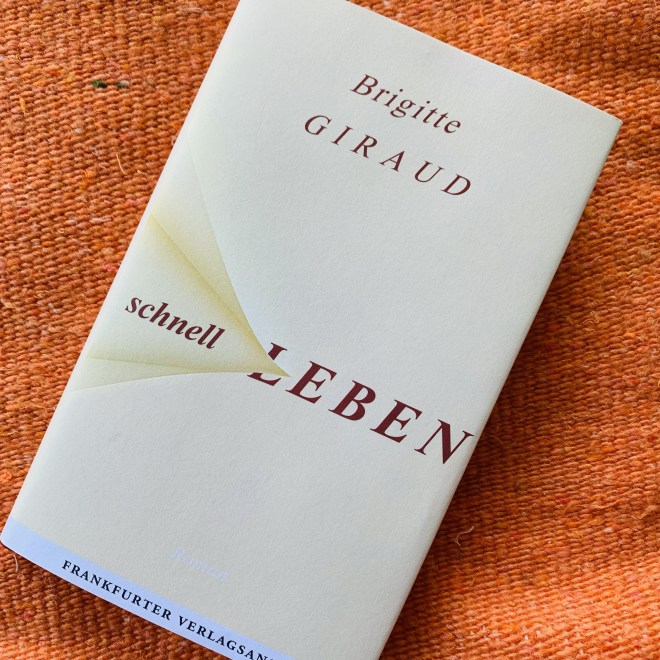 Brigitte
GIRAUD
schnell
LEBEN
Roman
FRANKFURTER VERLAGSAN